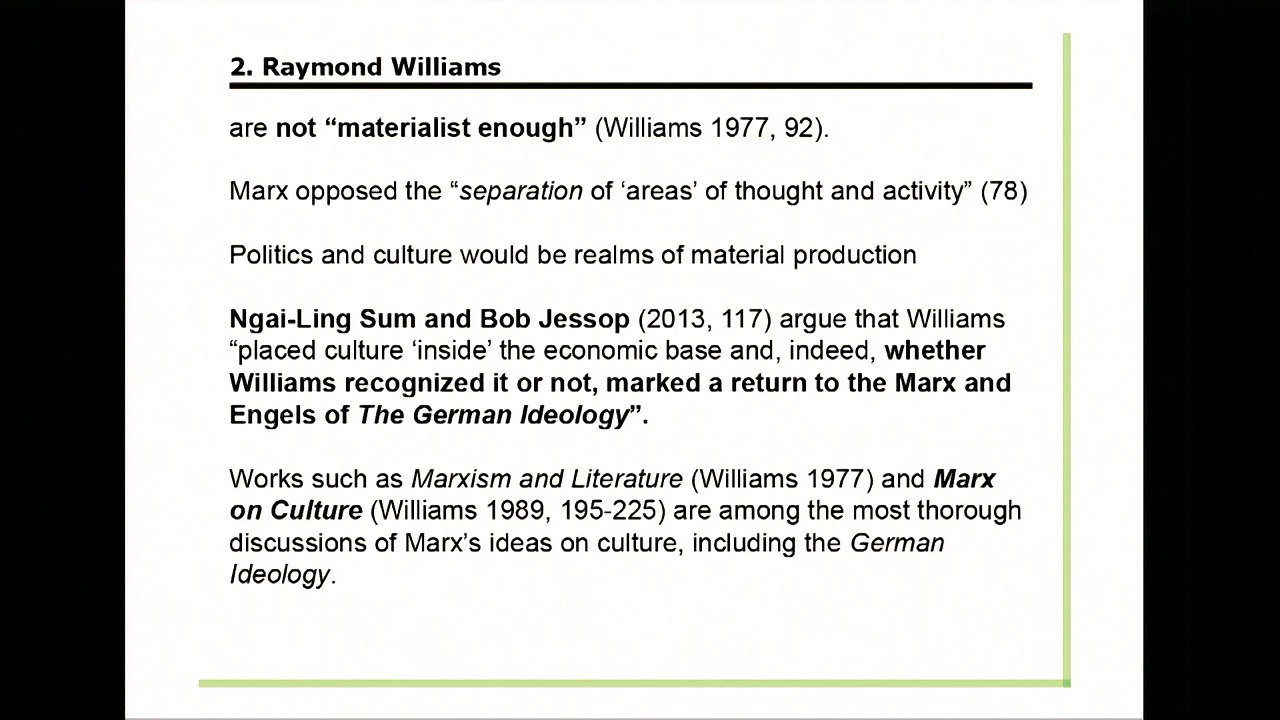 2. Raymond Williams
are not “materialist enough” (Williams 1977, 92).
Marx opposed the “separation of ‘areas’ of thought and activity” (78)
Politics and culture would be realms of material production
Ngai-Ling Sum and Bob Jessop (2013, 117) argue that Williams
“placed culture ‘inside’ the economic base and, indeed, whether
Williams recognized it or not, marked a return to the Marx and
Engels of The German Ideology”.
Works such as Marxism and Literature (Williams 1977) and Marx
on Culture (Williams 1989, 195-225) are among the most thorough
discussions of Marx’s ideas on culture, including the German
Ideology.